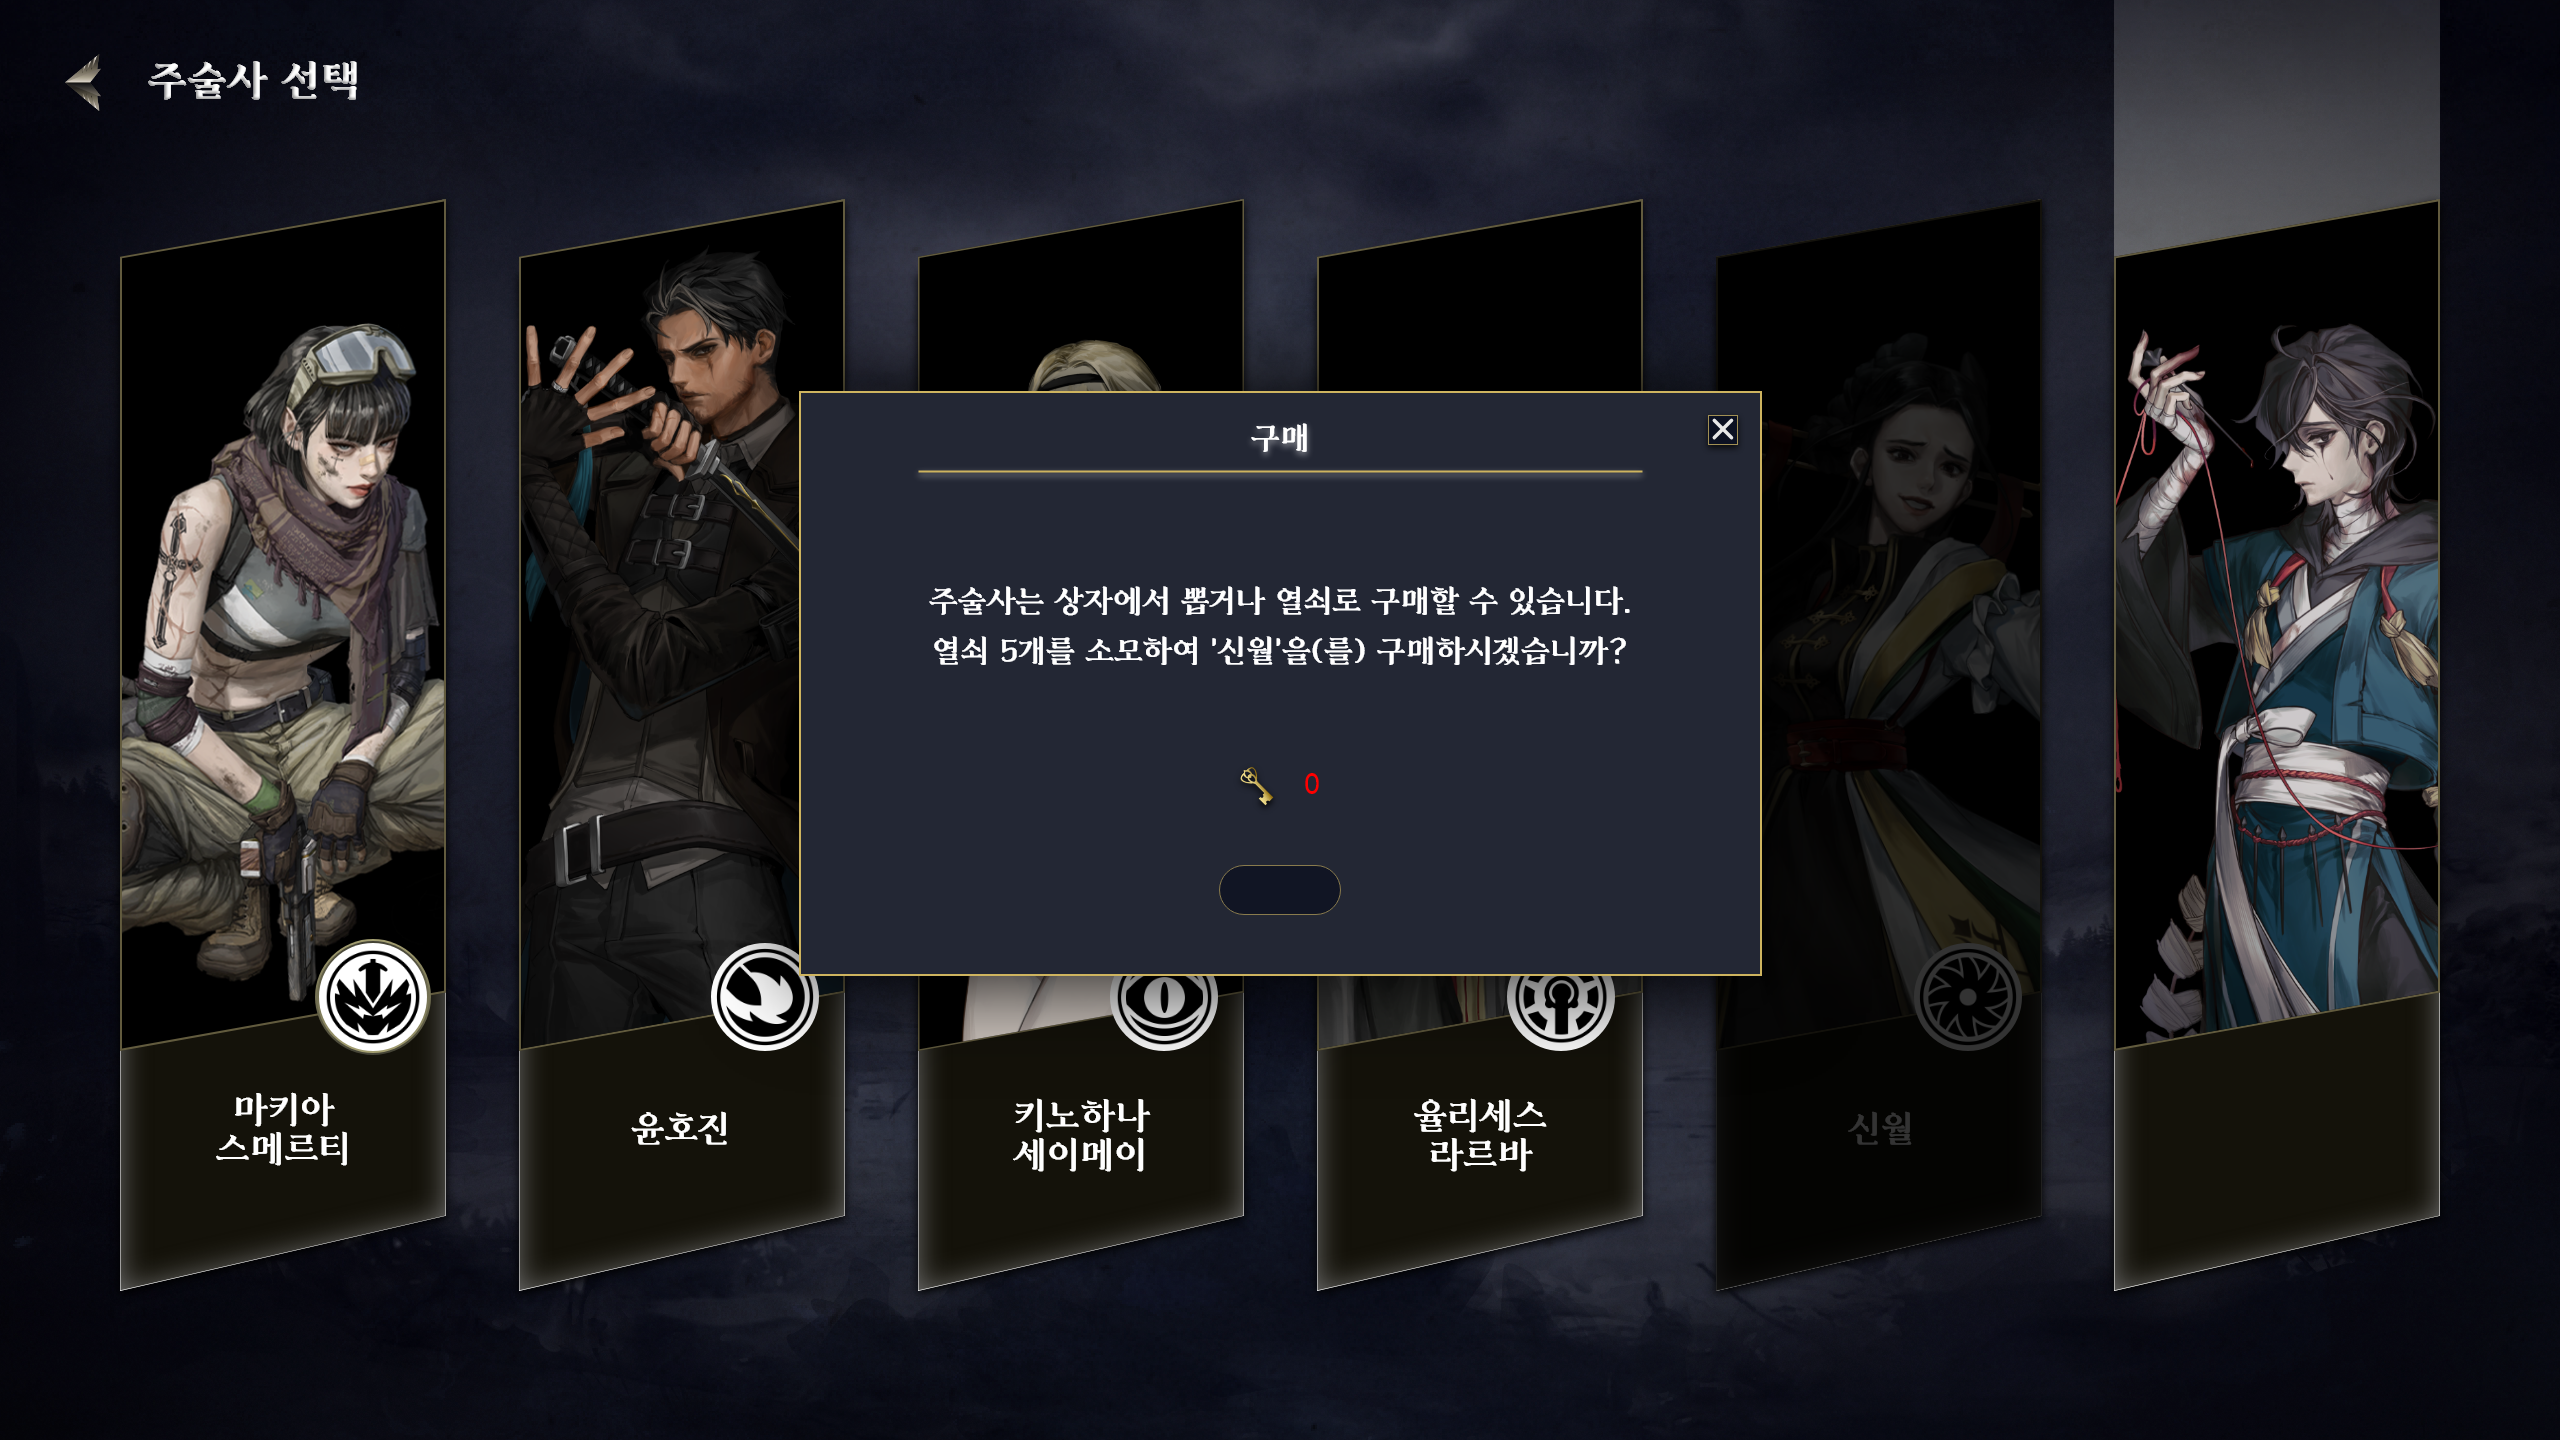 주술사 선택
구매
주술사는 상자에서 뽑거나 열쇠로 구매할 수 있습니다.
열쇠 5개를 소모하여 '신월'을(를) 구매하시겠습니까?
0
마키아
스메르티
윤호진
키노하나
세이메이
율리세스
라르바
신월